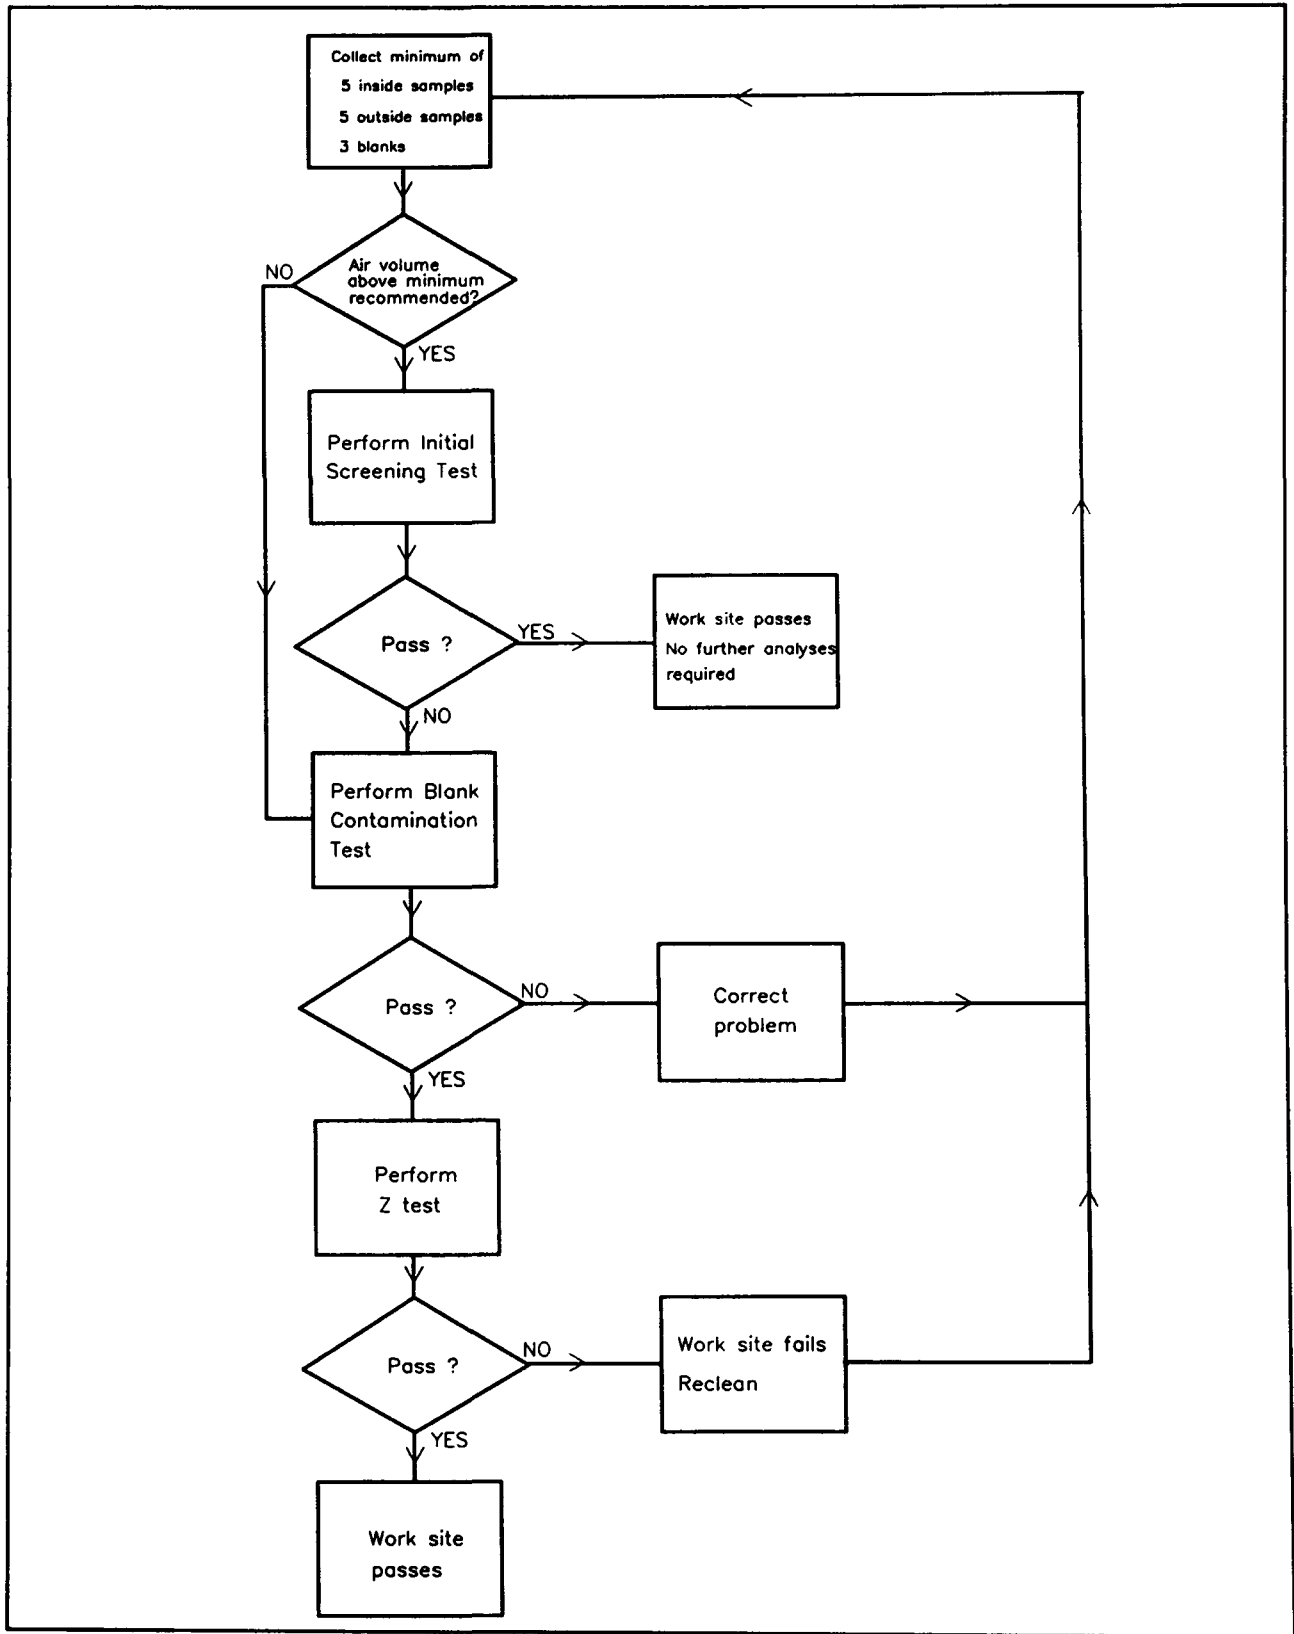 Collect minimum of
5 inside samples
5 outside samples
3 blanks
NO
Air volume
above minimum
recommended?
YES
Perform Initial
Screening Test
Pass ?
YES
Work site passes
No further analyses
required
NO
Perform Blank
Contamination
Test
Pass ?
NO
Correct
problem
YES
Perform
Z test
Pass ?
NO
Work site fails
Reclean
YES
Work site
passes